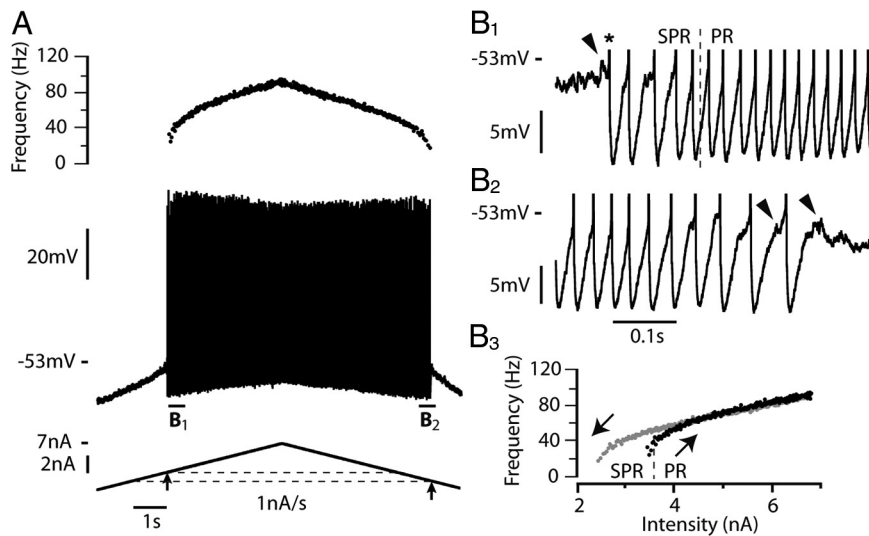 A
Frequency (Hz)
120
80
40
0
20mV
-53mV
B1
B2
7nA
2nA
1nA/s
1s
B1
SPR PR
*
-53mV
5mV
B2
-53mV
5mV
0.1s
B3
Frequency (Hz)
120
80
40
0
SPR PR
2 4 6
Intensity (nA)